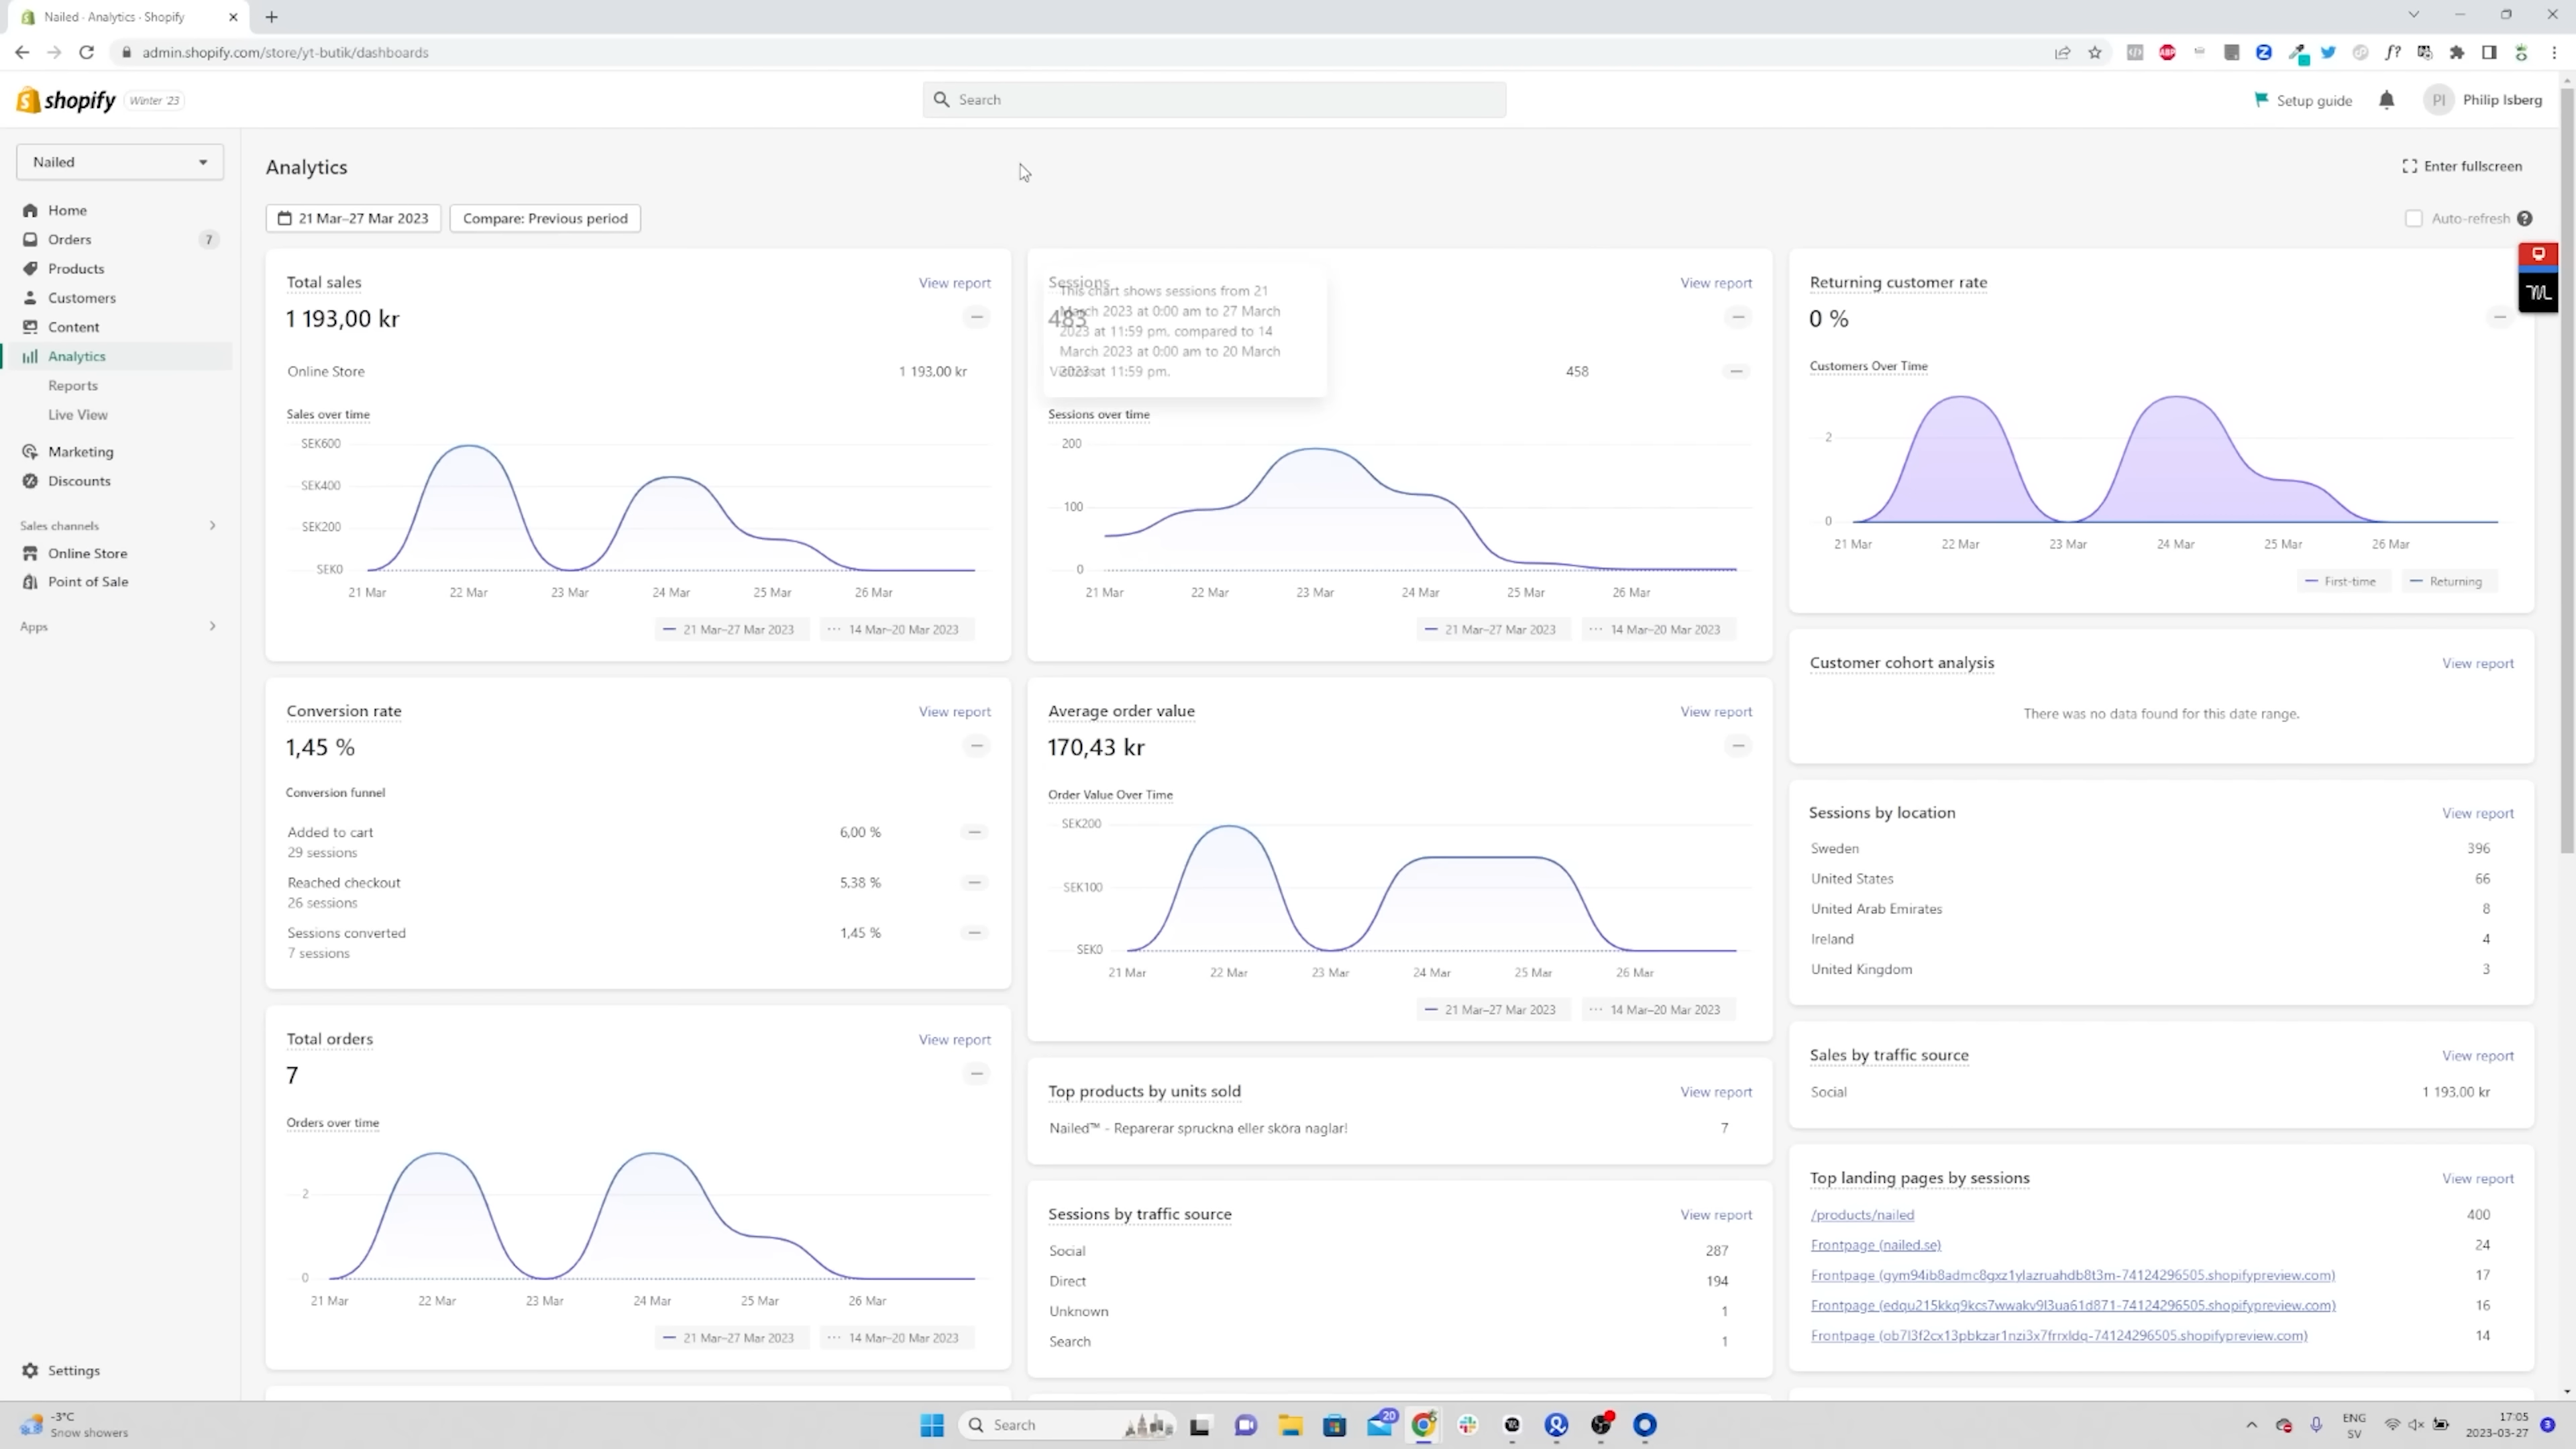 Nailed · Analytics · Shopify
admin.shopify.com/store/yt-butik/dashboards
ABP
f?
shopify
Winter '23
Search
Setup guide
PI
Philip Isberg
Nailed
Home
Orders
7
Products
Customers
Content
Analytics
Reports
Live View
Marketing
Discounts
Sales channels
Online Store
Point of Sale
Apps
Settings
Analytics
Enter fullscreen
21 Mar–27 Mar 2023
Compare: Previous period
Auto-refresh
Total sales
View report
1 193,00 kr
Online Store
1 193,00 kr
Sales over time
SEK600
SEK400
SEK200
SEK0
21 Mar
22 Mar
23 Mar
24 Mar
25 Mar
26 Mar
21 Mar–27 Mar 2023
14 Mar–20 Mar 2023
Sessions
View report
483
This chart shows sessions from 21
March 2023 at 0:00 am to 27 March
2023 at 11:59 pm. compared to 14
March 2023 at 0:00 am to 20 March
2023 at 11:59 pm.
458
Sessions over time
200
100
0
21 Mar
22 Mar
23 Mar
24 Mar
25 Mar
26 Mar
21 Mar–27 Mar 2023
14 Mar–20 Mar 2023
Returning customer rate
0 %
Customers Over Time
2
0
21 Mar
22 Mar
23 Mar
24 Mar
25 Mar
26 Mar
First-time
Returning
Customer cohort analysis
View report
There was no data found for this date range.
Conversion rate
View report
1,45 %
Conversion funnel
Added to cart
6,00 %
29 sessions
Reached checkout
5,38 %
26 sessions
Sessions converted
1,45 %
7 sessions
Average order value
View report
170,43 kr
Order Value Over Time
SEK200
SEK100
SEK0
21 Mar
22 Mar
23 Mar
24 Mar
25 Mar
26 Mar
21 Mar–27 Mar 2023
14 Mar–20 Mar 2023
Sessions by location
View report
Sweden
396
United States
66
United Arab Emirates
8
Ireland
4
United Kingdom
3
Total orders
View report
7
Orders over time
2
0
21 Mar
22 Mar
23 Mar
24 Mar
25 Mar
26 Mar
21 Mar–27 Mar 2023
14 Mar–20 Mar 2023
Top products by units sold
View report
Nailed™ - Reparerar spruckna eller sköra naglar!
7
Sessions by traffic source
View report
Social
287
Direct
194
Unknown
1
Search
1
Sales by traffic source
View report
Social
1 193,00 kr
Top landing pages by sessions
View report
/products/nailed
400
Frontpage (nailed.se)
24
Frontpage (gym94ib8admc8qxz1ylazruahdb8t3m-74124296505.shopifypreview.com)
17
Frontpage (edqu215kkq9kcs7wwakv9l3ua61d871-74124296505.shopifypreview.com)
16
Frontpage (ob7l3f2cx13pbkzar1nzi3x7frrxldq-74124296505.shopifypreview.com)
14
-3°C
Snow showers
Search
20
ENG
SV
17:05
2023-03-27
3